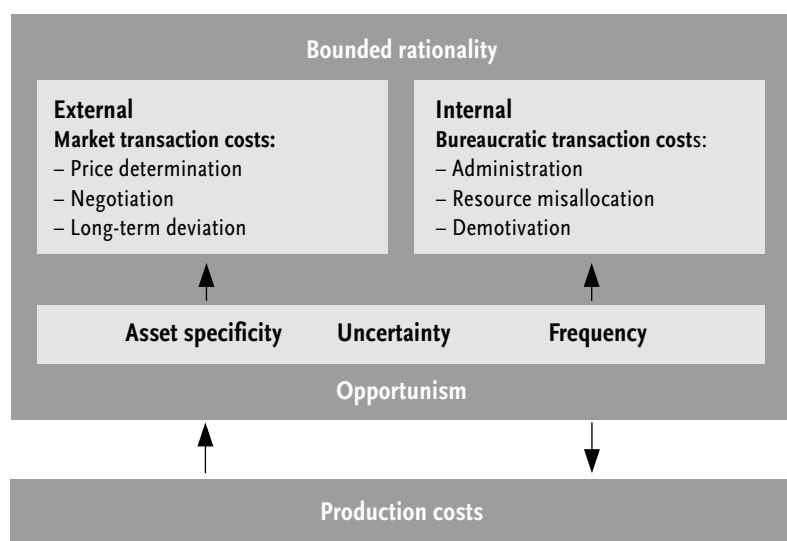 Bounded rationality
External
Market transaction costs:
– Price determination
– Negotiation
– Long-term deviation
Internal
Bureaucratic transaction costs:
– Administration
– Resource misallocation
– Demotivation
Asset specificity Uncertainty Frequency
Opportunism
Production costs